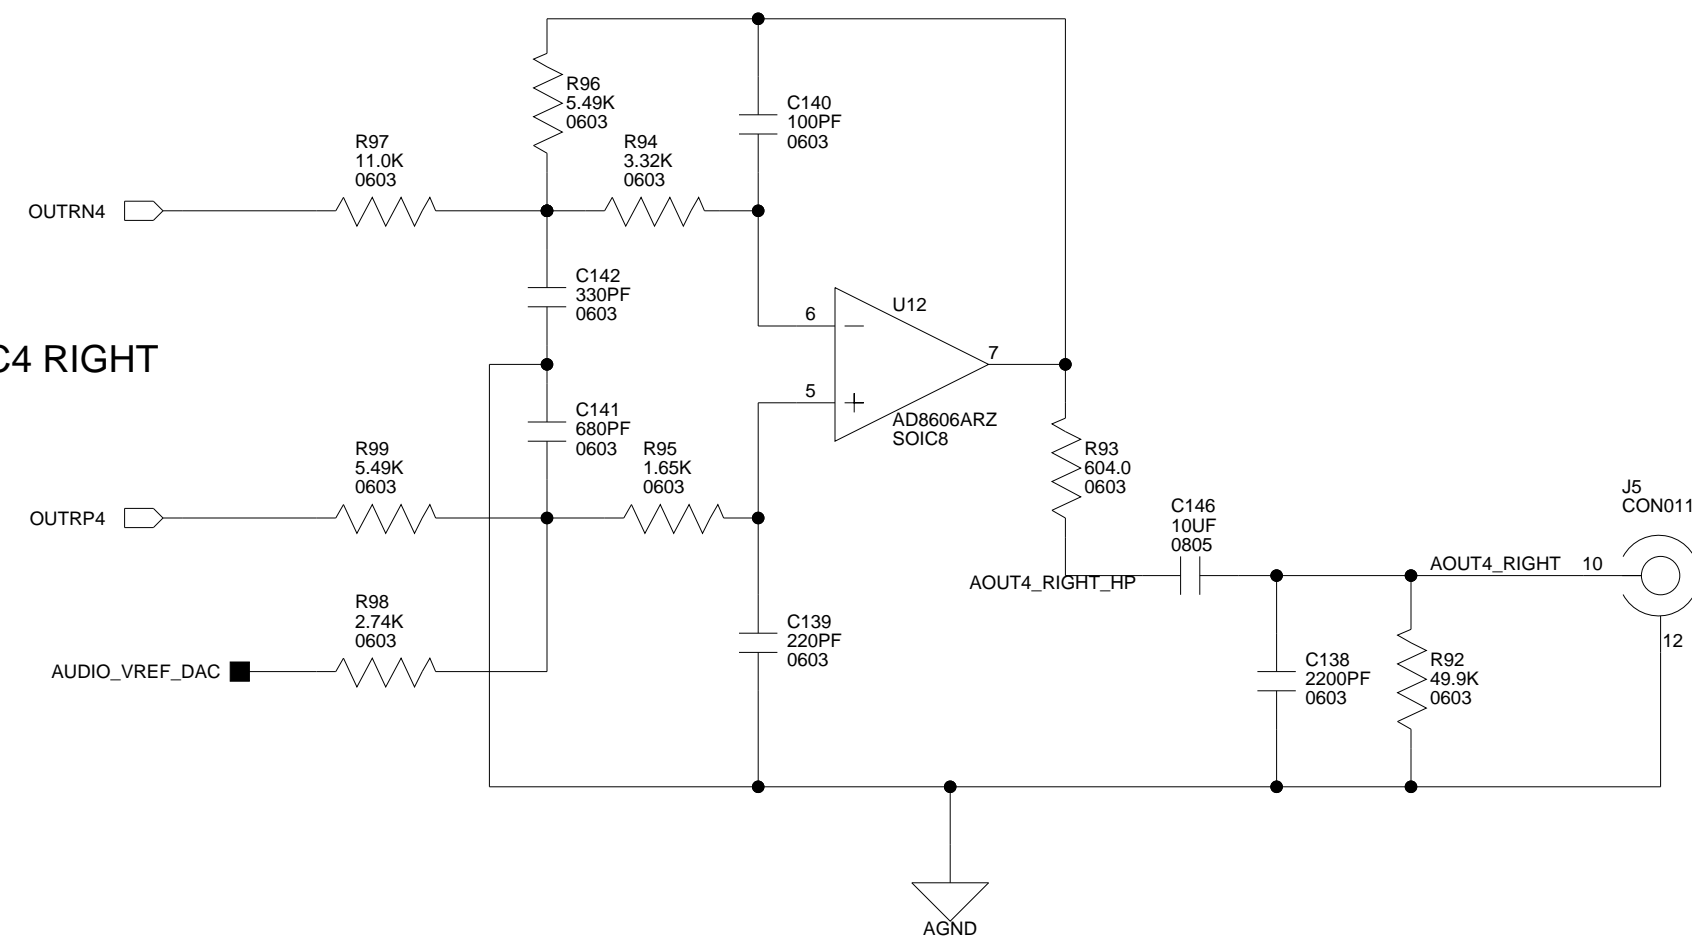 R96
5.49K
0603
C140
100PF
0603
R97
11.0K
0603
R94
3.32K
0603
OUTRN4
C142
330PF
0603
6
U12
C4 RIGHT
7
5
AD8606ARZ
SOIC8
C141
680PF
0603
R99
5.49K
0603
R95
1.65K
0603
R93
604.0
0603
OUTRP4
C146
10UF
0805
J5
CON011
AOUT4_RIGHT_HP
AOUT4_RIGHT
10
R98
2.74K
0603
C139
220PF
0603
12
AUDIO_VREF_DAC
C138
2200PF
0603
R92
49.9K
0603
AGND